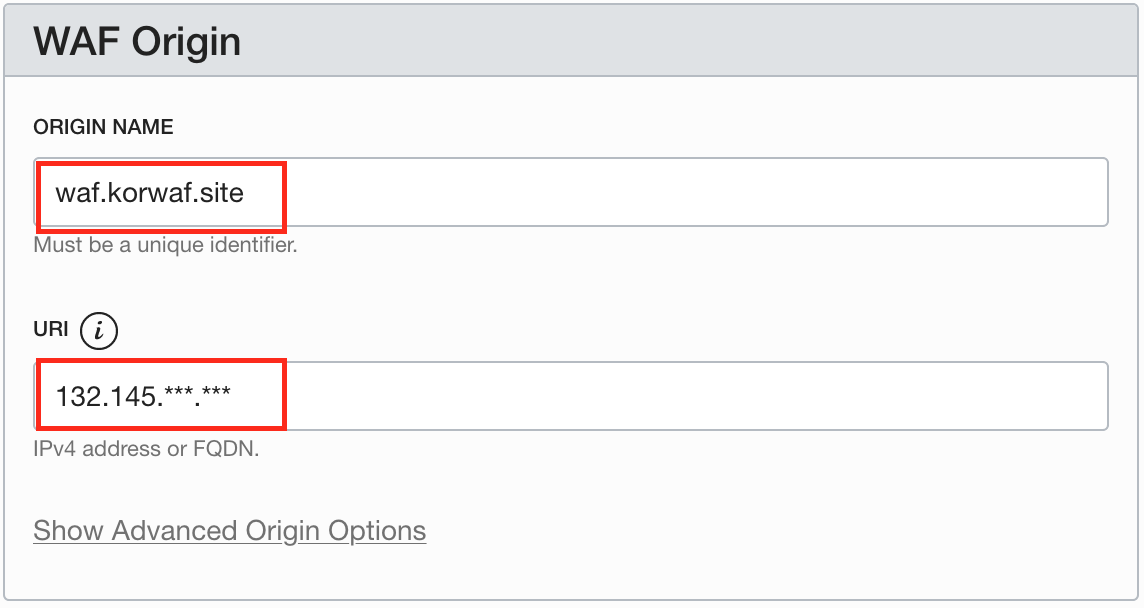 WAF Origin
ORIGIN NAME
waf.korwaf.site
Must be a unique identifier.
URI i
132.145.***.***
IPv4 address or FQDN.
Show Advanced Origin Options